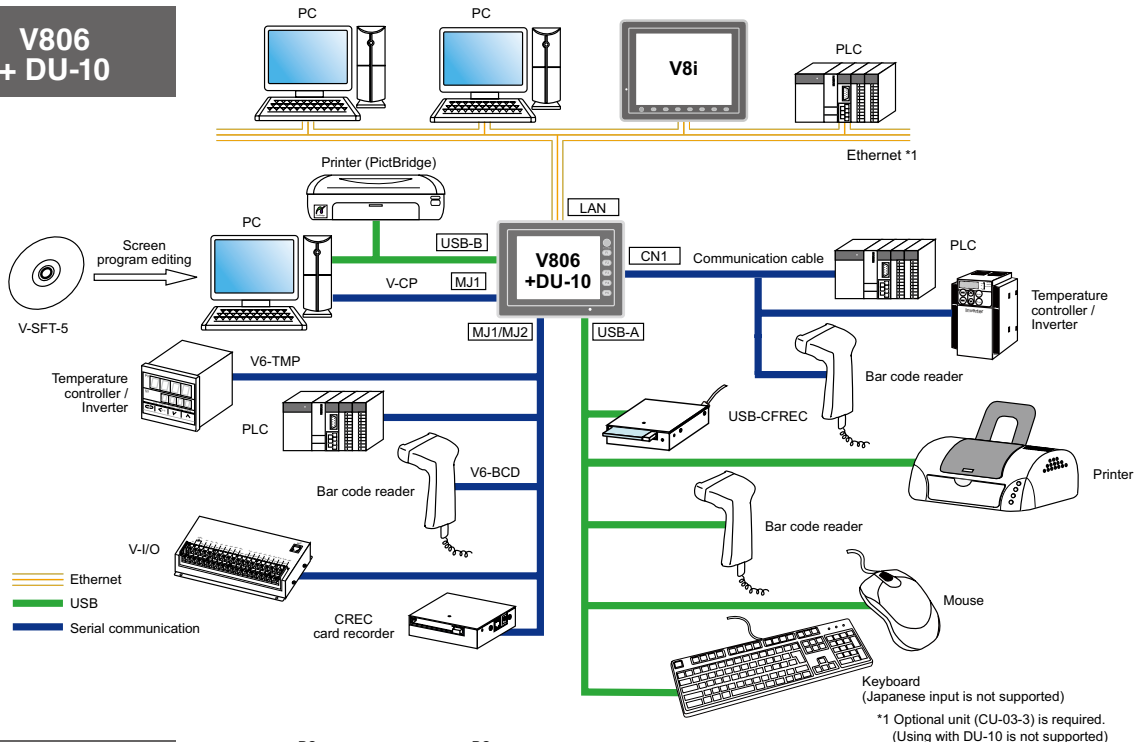 V806
+ DU-10
PC
PC
V8i
PLC
Ethernet *1
Printer (PictBridge)
LAN
PC
USB-B
V806
+DU-10
CN1
Communication cable
PLC
Screen
program editing
V-CP
MJ1
V-SFT-5
Temperature
controller /
Inverter
MJ1/MJ2
USB-A
V6-TMP
Temperature
controller /
Inverter
Bar code reader
USB-CFREC
PLC
V6-BCD
Bar code reader
Printer
Bar code reader
V-I/O
Ethernet
USB
Serial communication
CREC
card recorder
Mouse
Keyboard
(Japanese input is not supported)
*1 Optional unit (CU-03-3) is required.
(Using with DU-10 is not supported)